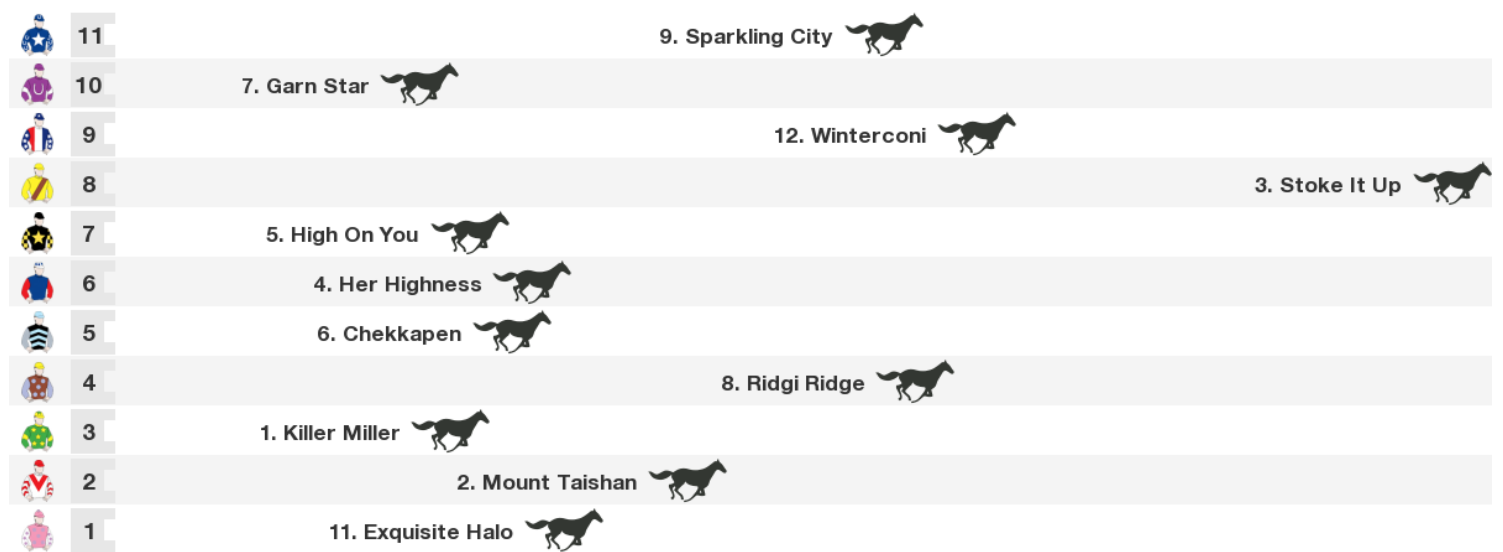 11 9. Sparkling City
10 7. Garn Star
9 12. Winterconi
8 3. Stoke It Up
7 5. High On You
6 4. Her Highness
5 6. Chekkapen
4 8. Ridgi Ridge
3 1. Killer Miller
2 2. Mount Taishan
1 11. Exquisite Halo